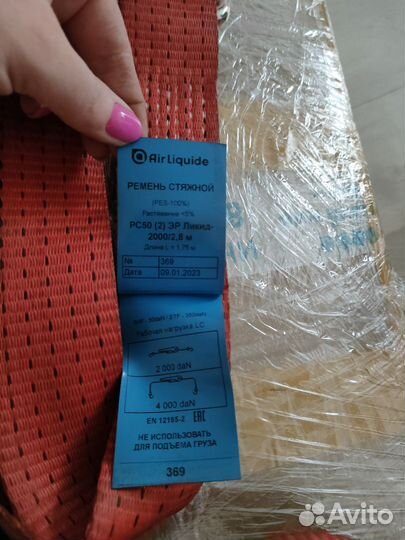 Air Liquide
РЕМЕНЬ СТЯЖНОЙ
(PES-100%)
Растяжение <5%
РС50 (2) ЭР Ликид-
2000/2,8 м
Длина L = 1,75 м
№ 369
Дата 09.01.2023
Рабочая нагрузка LC
2 000 daN
4 000 daN
EN 12195-2 EAC
НЕ ИСПОЛЬЗОВАТЬ
ДЛЯ ПОДЪЕМА ГРУЗА
369
Avito